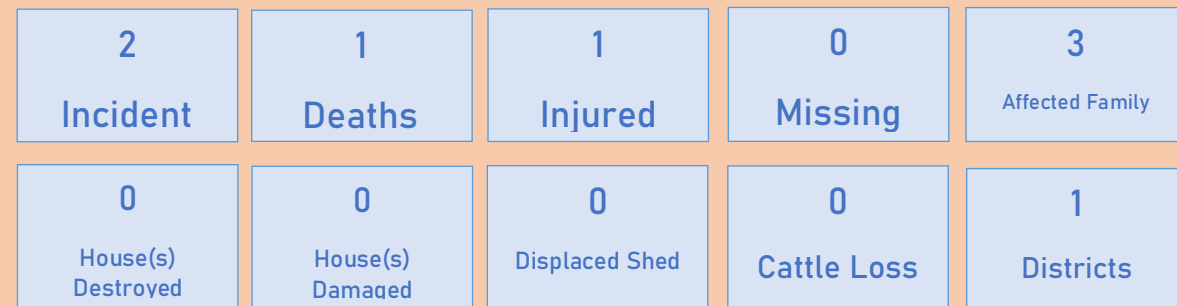 2
Incident
1
Deaths
1
Injured
0
Missing
3
Affected Family
0
House(s)
Destroyed
0
House(s)
Damaged
0
Displaced Shed
0
Cattle Loss
1
Districts